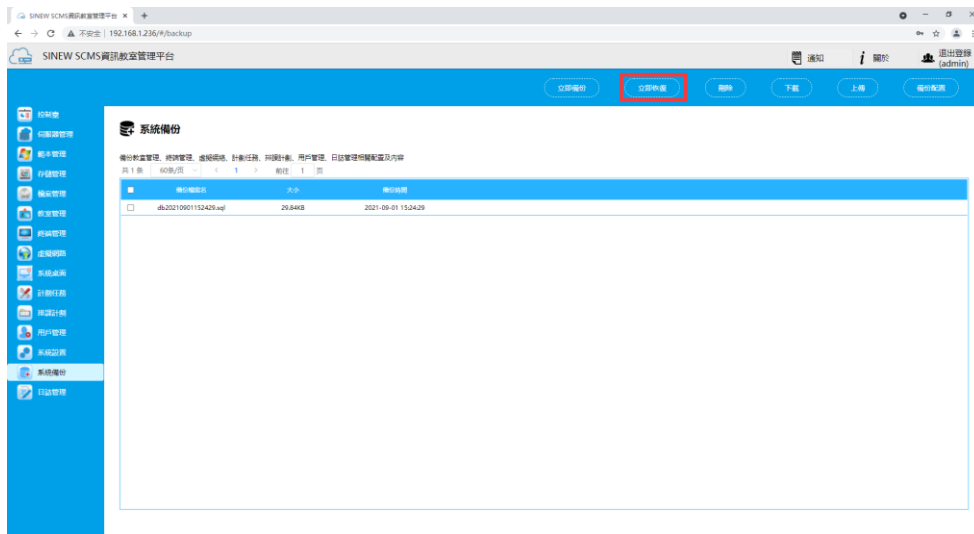 SINEW SCMS資訊教室管理平台
不安全 | 192.168.1.236/#/backup
SINEW SCMS資訊教室管理平台
通知
關於
退出登錄
(admin)
立即備份
立即恢復
刪除
下載
上傳
備份配置
控制臺
伺服器管理
範本管理
存儲管理
檔案管理
教室管理
終端管理
虛擬網路
系統桌面
計劃任務
排課計劃
用戶管理
系統設置
系統備份
日誌管理
系統備份
備份教室管理、終端管理、虛擬網絡、計劃任務、排課計劃、用戶管理、日誌管理相關配置及內容
共 1 条 60条/页 < 1 > 前往 1 页
備份檔案名 大小 備份時間
db20210901152429.sql 29.84KB 2021-09-01 15:24:29